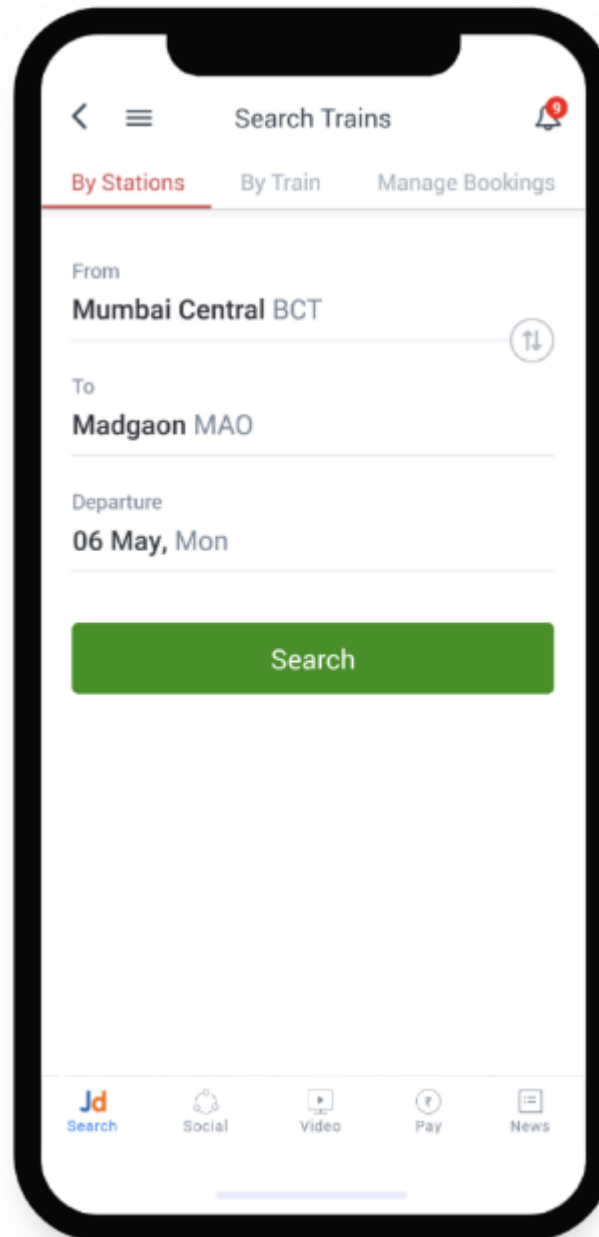 Search Trains 9
By Stations By Train Manage Bookings
From
Mumbai Central BCT
To
Madgaon MAO
Departure
06 May, Mon
Search
Jd
Search Social Video Pay News